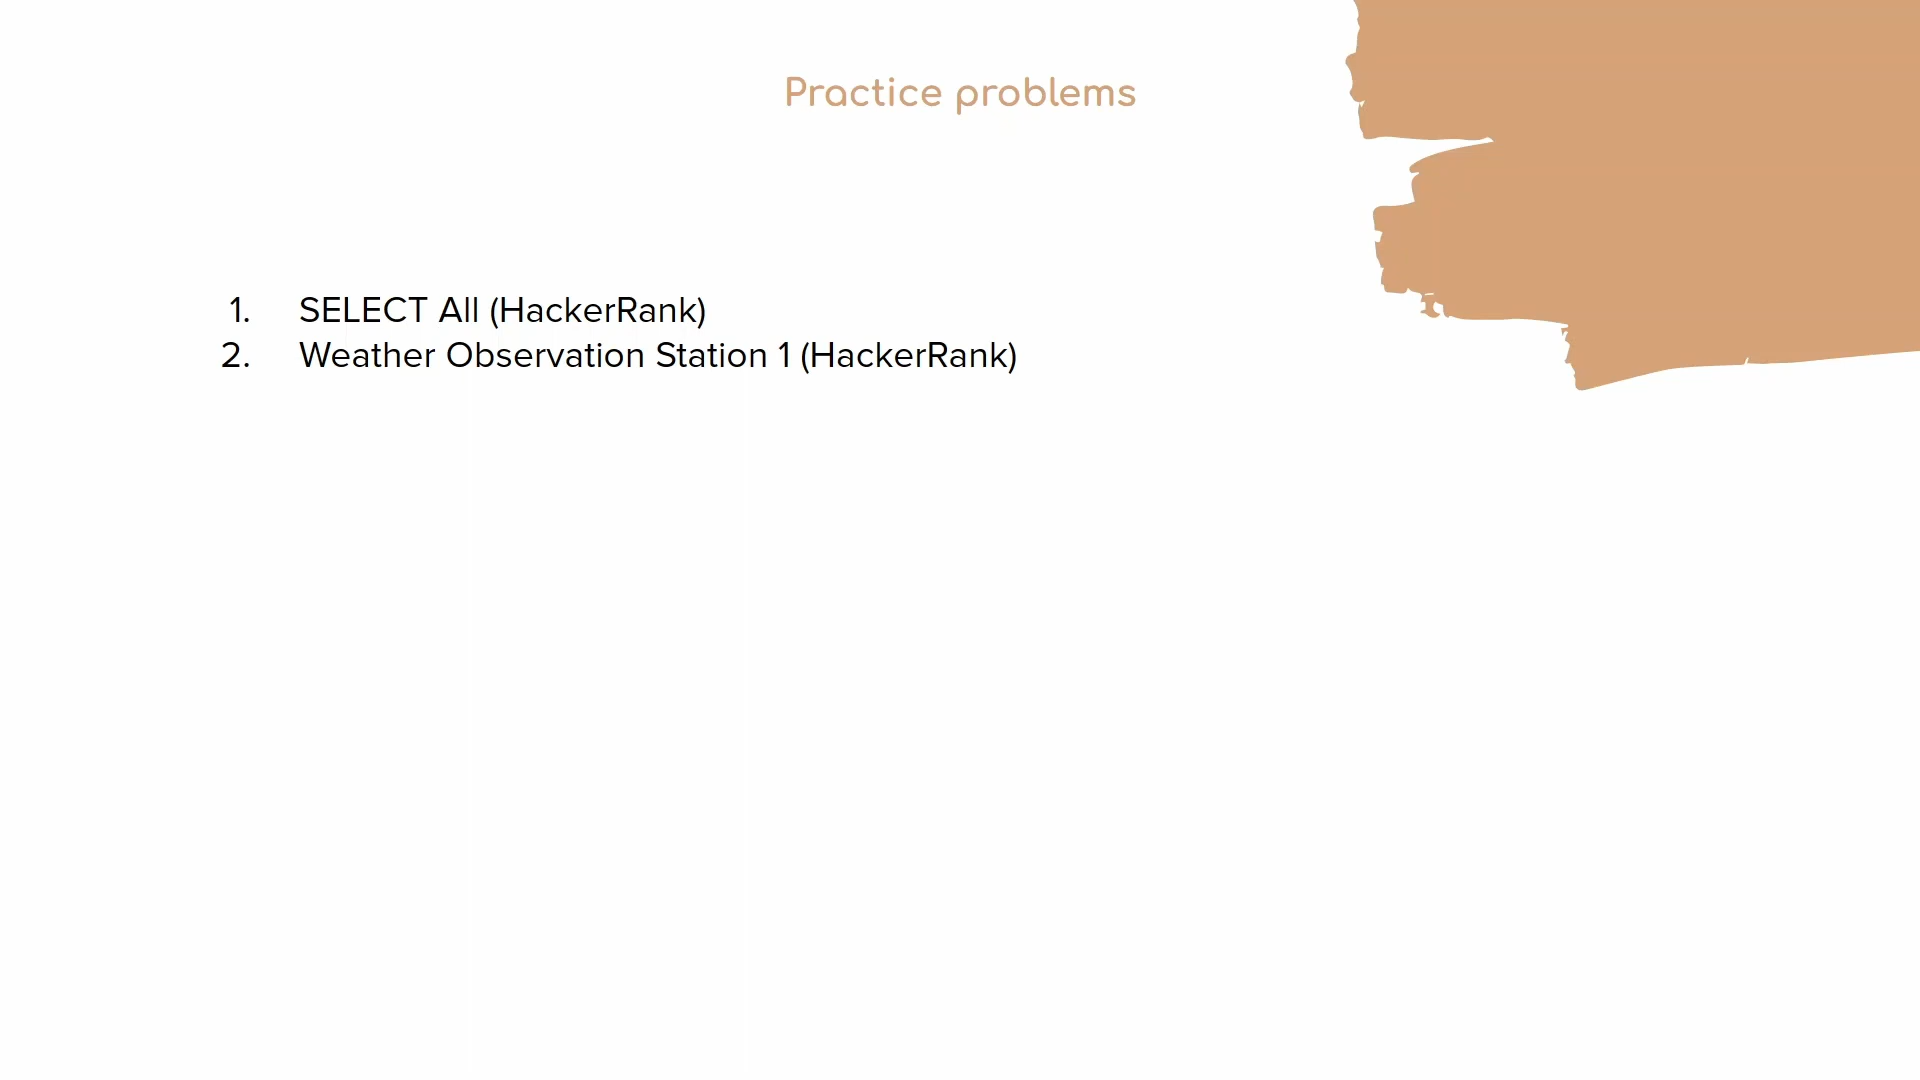 Practice problems
1. SELECT All (HackerRank)
2. Weather Observation Station 1 (HackerRank)